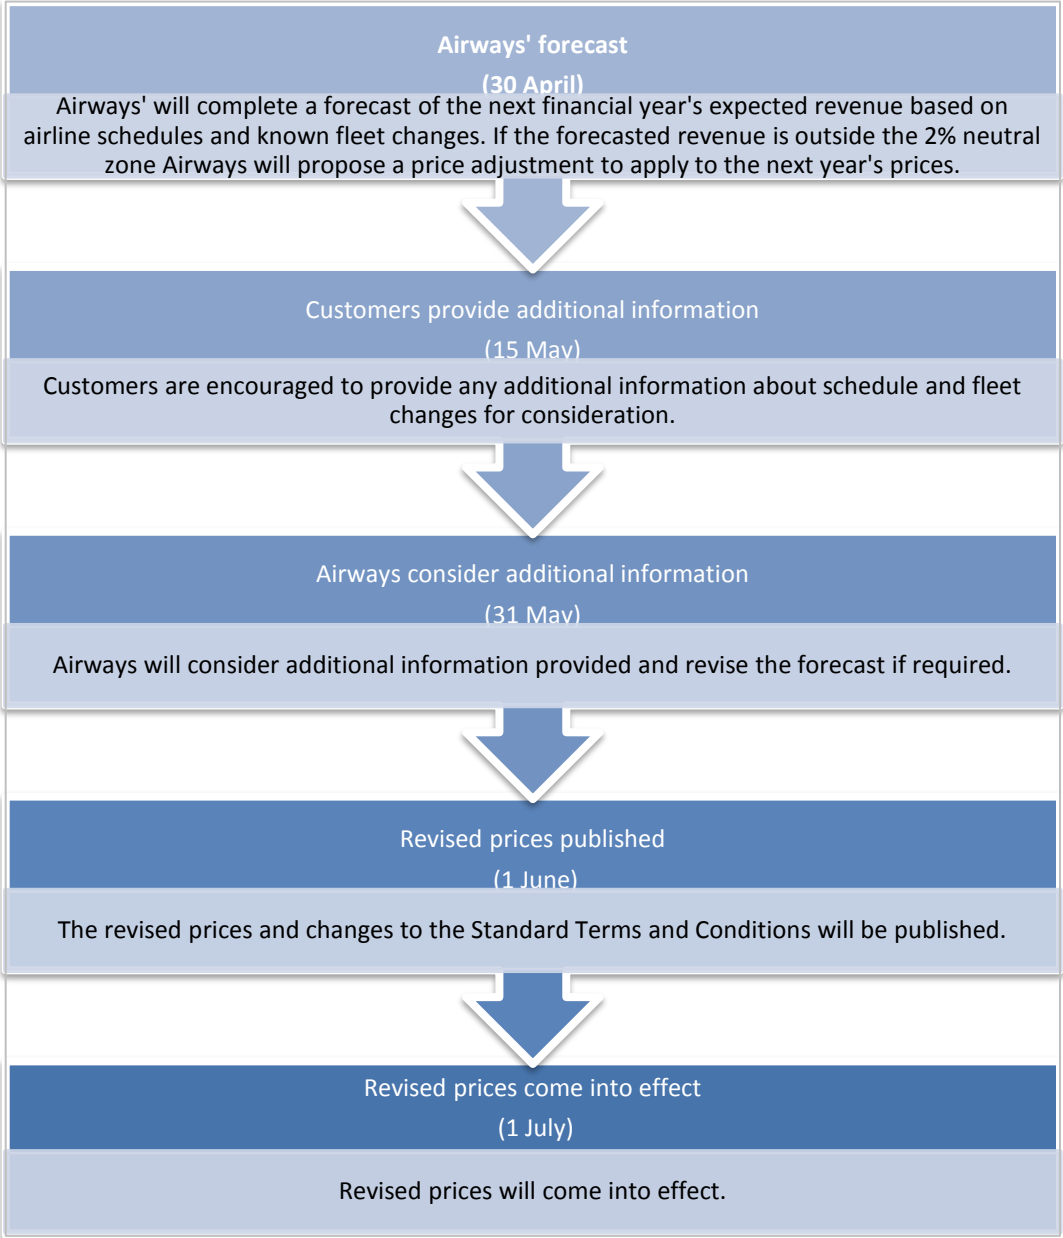 Airways' forecast
(30 April)
Airways' will complete a forecast of the next financial year's expected revenue based on
airline schedules and known fleet changes. If the forecasted revenue is outside the 2% neutral
zone Airways will propose a price adjustment to apply to the next year's prices.
Customers provide additional information
(15 May)
Customers are encouraged to provide any additional information about schedule and fleet
changes for consideration.
Airways consider additional information
(31 May)
Airways will consider additional information provided and revise the forecast if required.
Revised prices published
(1 June)
The revised prices and changes to the Standard Terms and Conditions will be published.
Revised prices come into effect
(1 July)
Revised prices will come into effect.